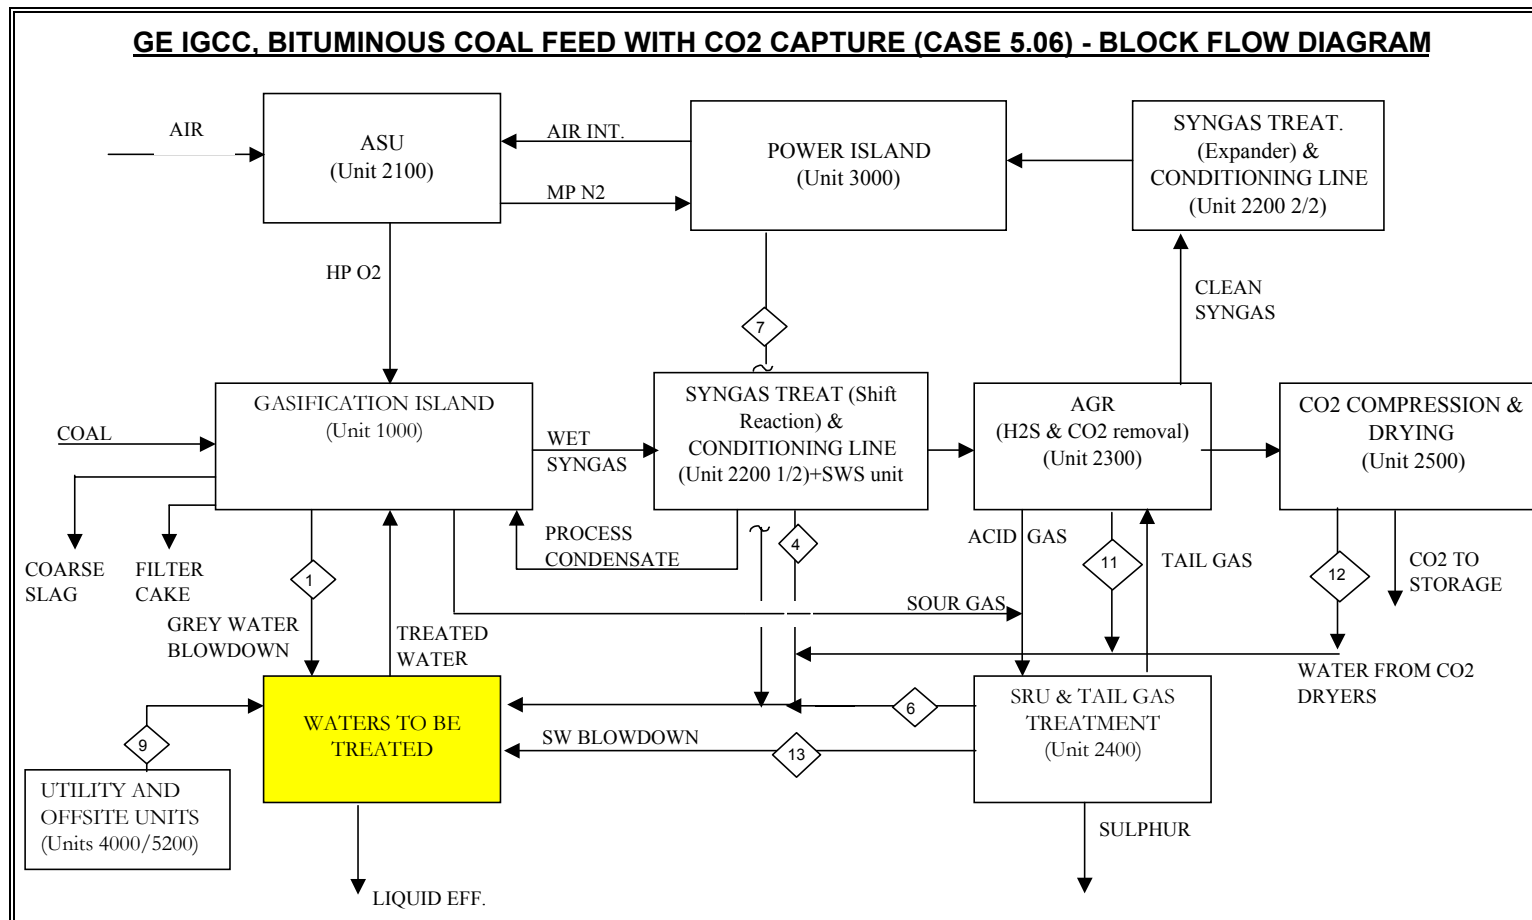 GE IGCC, BITUMINOUS COAL FEED WITH CO2 CAPTURE (CASE 5.06) - BLOCK FLOW DIAGRAM
AIR
ASU
(Unit 2100)
AIR INT.
MP N2
POWER ISLAND
(Unit 3000)
SYNGAS TREAT.
(Expander) &
CONDITIONING LINE
(Unit 2200 2/2)
HP O2
7
CLEAN
SYNGAS
COAL
GASIFICATION ISLAND
(Unit 1000)
WET
SYNGAS
SYNGAS TREAT (Shift
Reaction) &
CONDITIONING LINE
(Unit 2200 1/2)+SWS unit
AGR
(H2S & CO2 removal)
(Unit 2300)
CO2 COMPRESSION &
DRYING
(Unit 2500)
COARSE
SLAG
FILTER
CAKE
1
PROCESS
CONDENSATE
4
ACID GAS
11
TAIL GAS
12
CO2 TO
STORAGE
SOUR GAS
GREY WATER
BLOWDOWN
TREATED
WATER
WATER FROM CO2
DRYERS
9
WATERS TO BE
TREATED
6
SW BLOWDOWN
13
SRU & TAIL GAS
TREATMENT
(Unit 2400)
UTILITY AND
OFFSITE UNITS
(Units 4000/5200)
LIQUID EFF.
SULPHUR